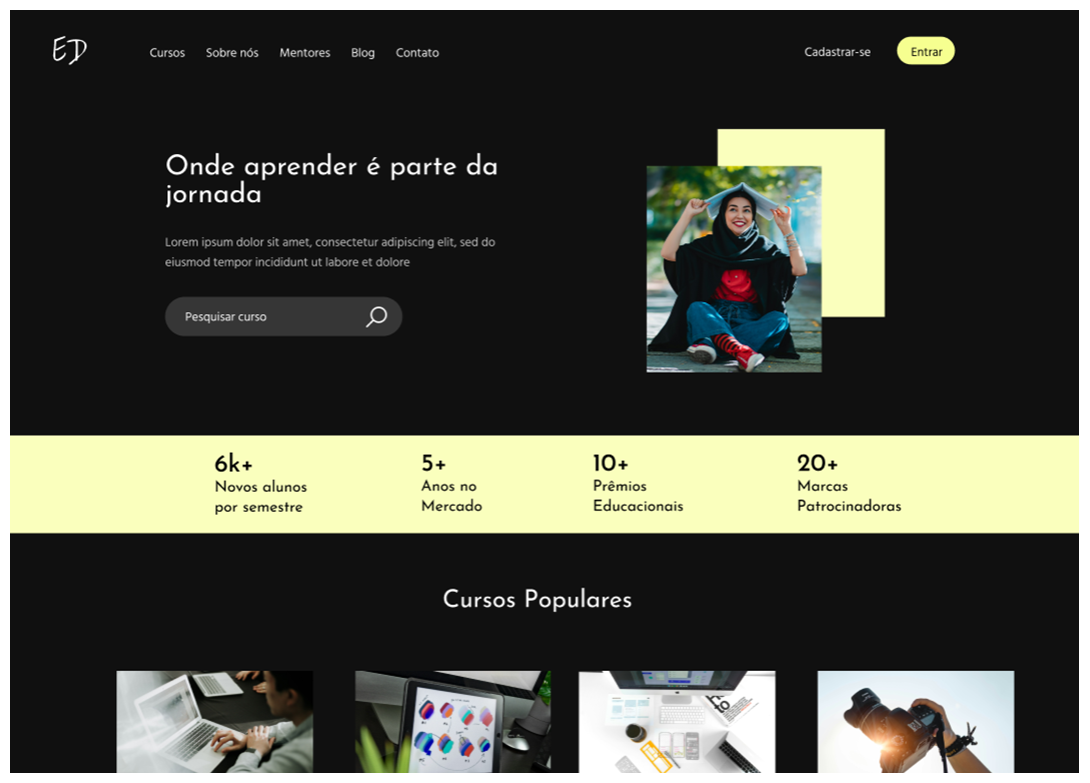 ED
Cursos Sobre nós Mentores Blog Contato Cadastrar-se Entrar
Onde aprender é parte da
jornada
Lorem ipsum dolor sit amet, consectetur adipiscing elit, sed do
eiusmod tempor incididunt ut labore et dolore
Pesquisar curso
6k+
Novos alunos
por semestre
5+
Anos no
Mercado
10+
Prêmios
Educacionais
20+
Marcas
Patrocinadoras
Cursos Populares